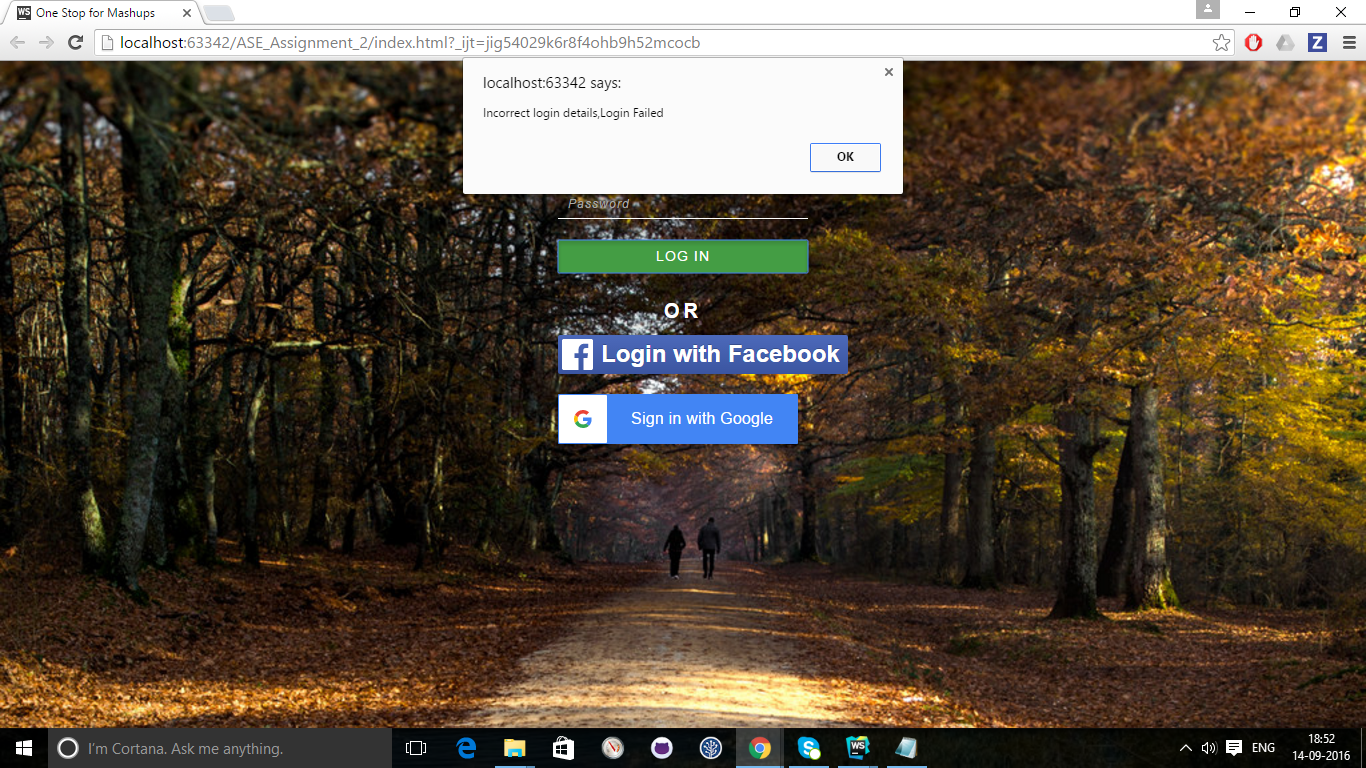 WS One Stop for Mashups
localhost:63342/ASE_Assignment_2/index.html?_ijt=jig54029k6r8f4ohb9h52mcocb
Z
localhost:63342 says:
Incorrect login details,Login Failed
OK
Password
LOG IN
OR
f Login with Facebook
G Sign in with Google
I'm Cortana. Ask me anything.
WS
ENG
18:52
14-09-2016